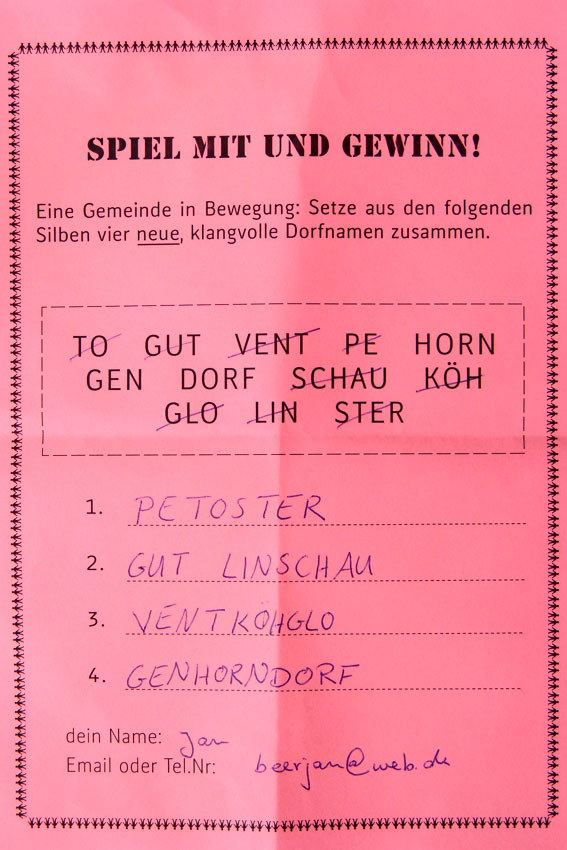 SPIEL MIT UND GEWINN!
Eine Gemeinde in Bewegung: Setze aus den folgenden
Silben vier neue, klangvolle Dorfnamen zusammen.
TO GUT VENT PE HORN
GEN DORF SCHAU KÖH
GLO LIN STER
1. PETOSTER
2. GUT LINSCHAU
3. VENTKÖHGLO
4. GENHORNDORF
dein Name: Jan
Email oder Tel.Nr: beerjan@web.de